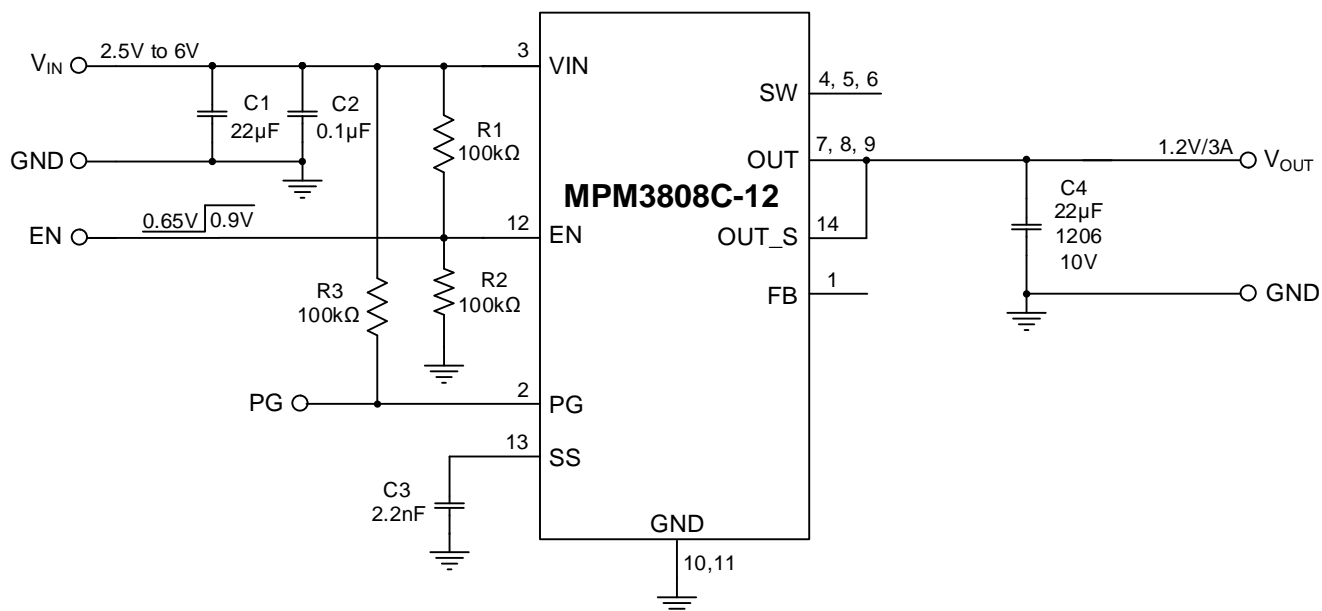 V_IN
2.5V to 6V
3
VIN
C1
22µF
C2
0.1µF
R1
100kΩ
GND
SW
4, 5, 6
OUT
7, 8, 9
1.2V/3A
V_OUT
MPM3808C-12
EN
0.65V
0.9V
12
EN
OUT_S
14
C4
22µF
1206
10V
R3
100kΩ
R2
100kΩ
FB
1
GND
PG
2
PG
13
SS
C3
2.2nF
GND
10,11